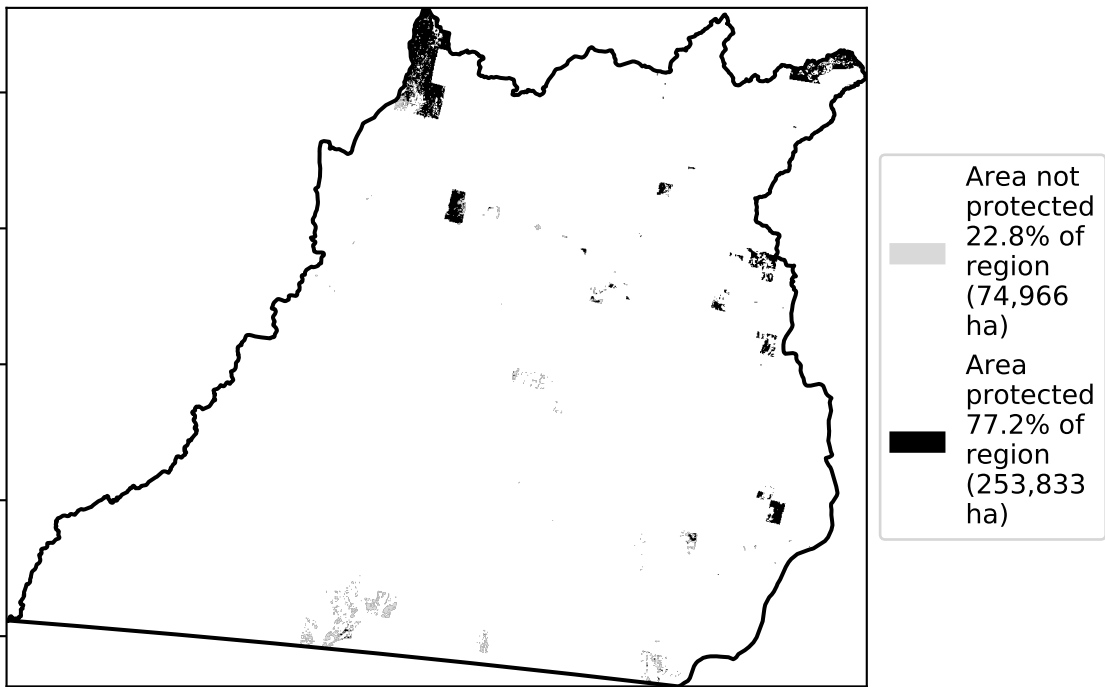 Area not
protected
22.8% of
region
(74,966
ha)
Area
protected
77.2% of
region
(253,833
ha)